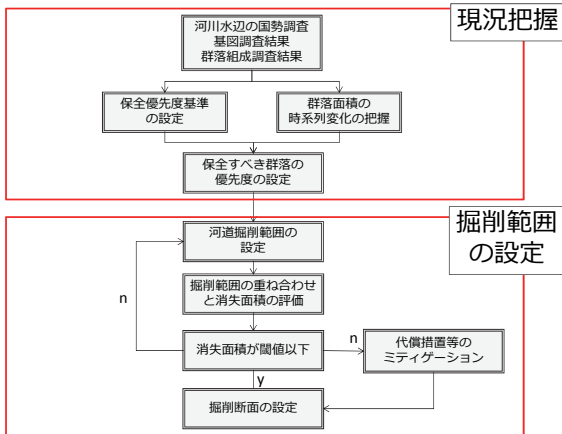 現況把握
河川水辺の国勢調査
基図調査結果
群落組成調査結果
保全優先度基準
の設定
群落面積の
時系列変化の把握
保全すべき群落の
優先度の設定
掘削範囲
の設定
河道掘削範囲の
設定
掘削範囲の重ね合わせ
と消失面積の評価
n
消失面積が閾値以下
n
代償措置等の
ミティゲーション
y
掘削断面の設定